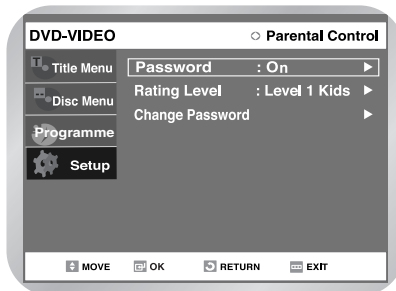 DVD-VIDEO
Parental Control
Title Menu
Password : On
Disc Menu
Rating Level : Level 1 Kids
Change Password
Programme
Setup
MOVE OK RETURN EXIT